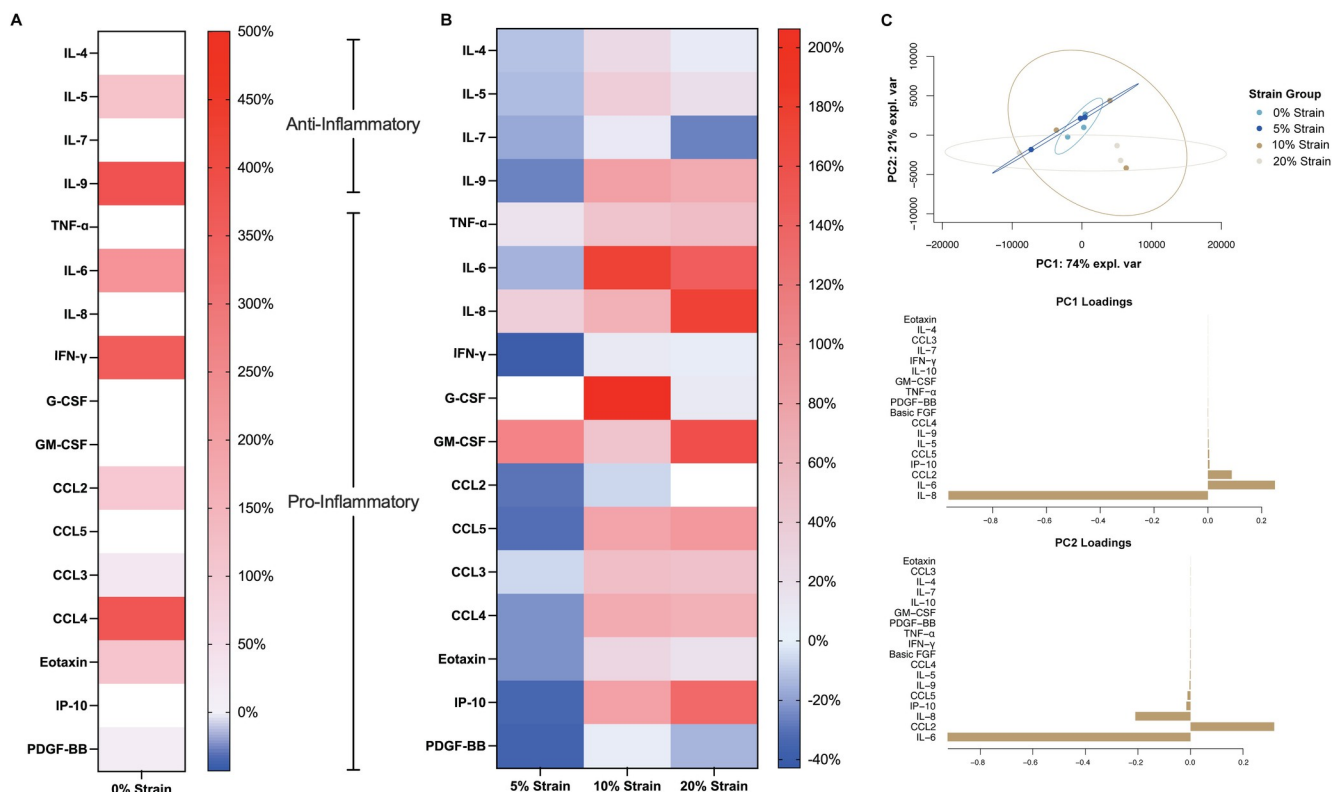 A
IL-4
IL-5
IL-7
IL-9
TNF-α
IL-6
IL-8
IFN-γ
G-CSF
GM-CSF
CCL2
CCL5
CCL3
CCL4
Eotaxin
IP-10
PDGF-BB
0% Strain
500%
450%
400%
350%
300%
250%
200%
150%
100%
50%
0%
Anti-Inflammatory
Pro-Inflammatory
B
IL-4
IL-5
IL-7
IL-9
TNF-α
IL-6
IL-8
IFN-γ
G-CSF
GM-CSF
CCL2
CCL5
CCL3
CCL4
Eotaxin
IP-10
PDGF-BB
5% Strain 10% Strain 20% Strain
200%
180%
160%
140%
120%
100%
80%
60%
40%
20%
0%
-20%
-40%
C
PC2: 21% expl. var
10000
5000
0
-5000
-10000
-20000 -10000 0 10000 20000
PC1: 74% expl. var
Strain Group
0% Strain
5% Strain
10% Strain
20% Strain
PC1 Loadings
Eotaxin
IL-4
CCL3
IL-7
IFN-γ
IL-10
GM-CSF
TNF-α
PDGF-BB
Basic FGF
CCL4
IL-9
IL-5
CCL5
IP-10
CCL2
IL-6
IL-8
-0.8 -0.6 -0.4 -0.2 0.0 0.2
PC2 Loadings
Eotaxin
CCL3
IL-4
IL-7
IL-10
GM-CSF
PDGF-BB
TNF-α
IFN-γ
Basic FGF
CCL4
IL-5
IL-9
CCL5
IP-10
IL-8
CCL2
IL-6
-0.8 -0.6 -0.4 -0.2 0.0 0.2